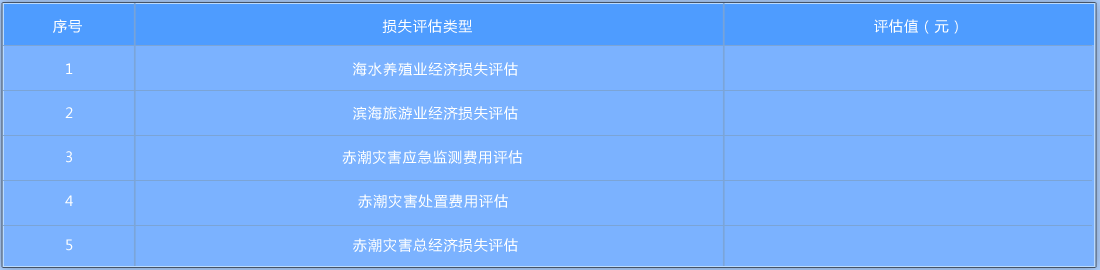 序号 损失评估类型 评估值（元）
1 海水养殖业经济损失评估
2 滨海旅游业经济损失评估
3 赤潮灾害应急监测费用评估
4 赤潮灾害处置费用评估
5 赤潮灾害总经济损失评估